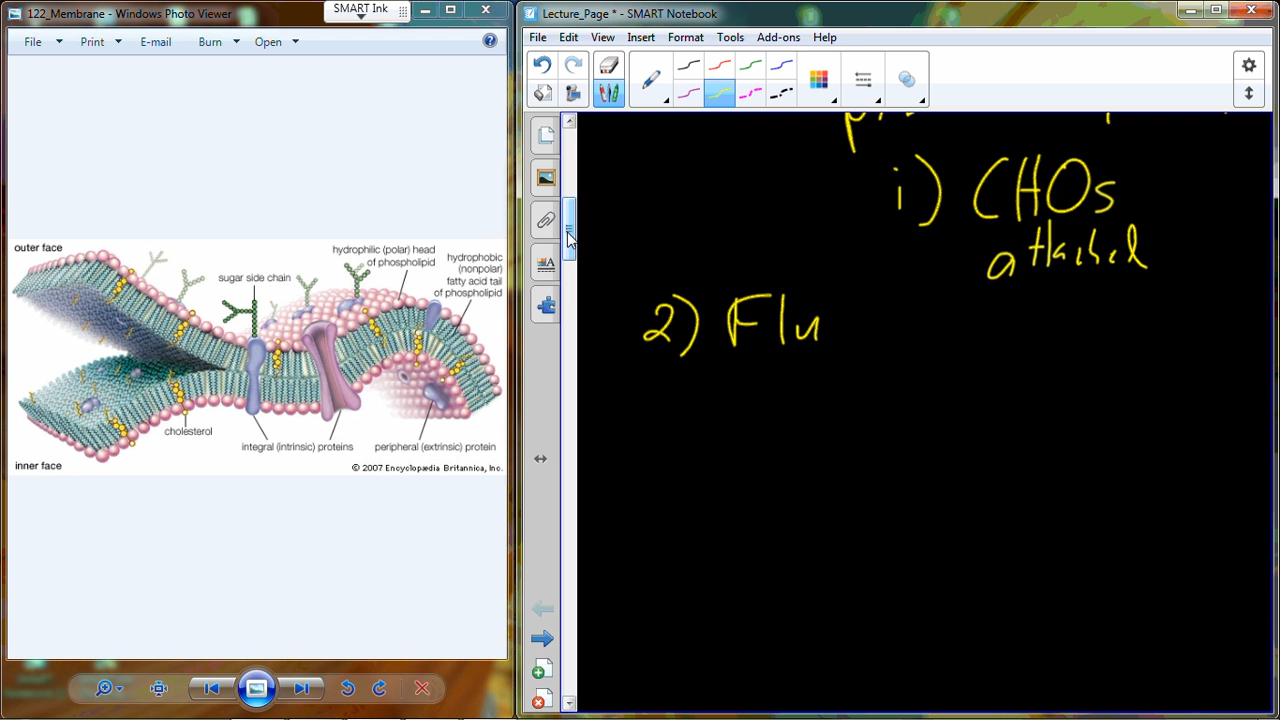 122_Membrane - Windows Photo Viewer
SMART Ink
File Print E-mail Burn Open
outer face
sugar side chain
hydrophilic (polar) head
of phospholipid
hydrophobic
(nonpolar)
fatty acid tail
of phospholipid
cholesterol
integral (intrinsic) proteins
peripheral (extrinsic) protein
inner face
© 2007 Encyclopædia Britannica, Inc.
Lecture_Page * - SMART Notebook
File Edit View Insert Format Tools Add-ons Help
i) CHOs
attached
2) Flu